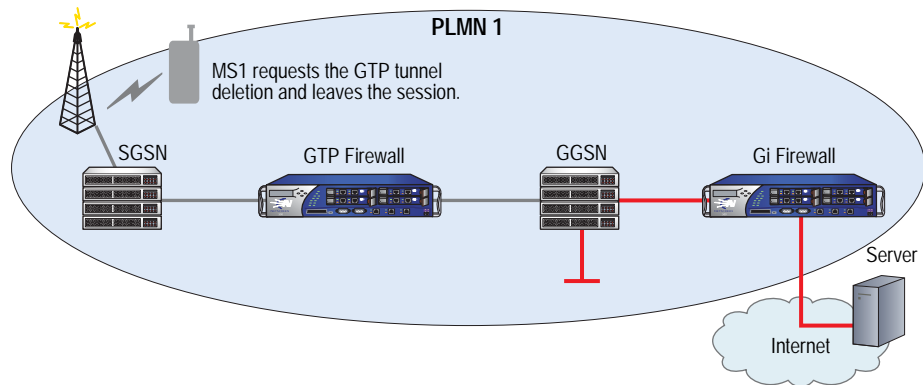 PLMN 1
MS1 requests the GTP tunnel
deletion and leaves the session.
SGSN
GTP Firewall
GGSN
Gi Firewall
Server
Internet